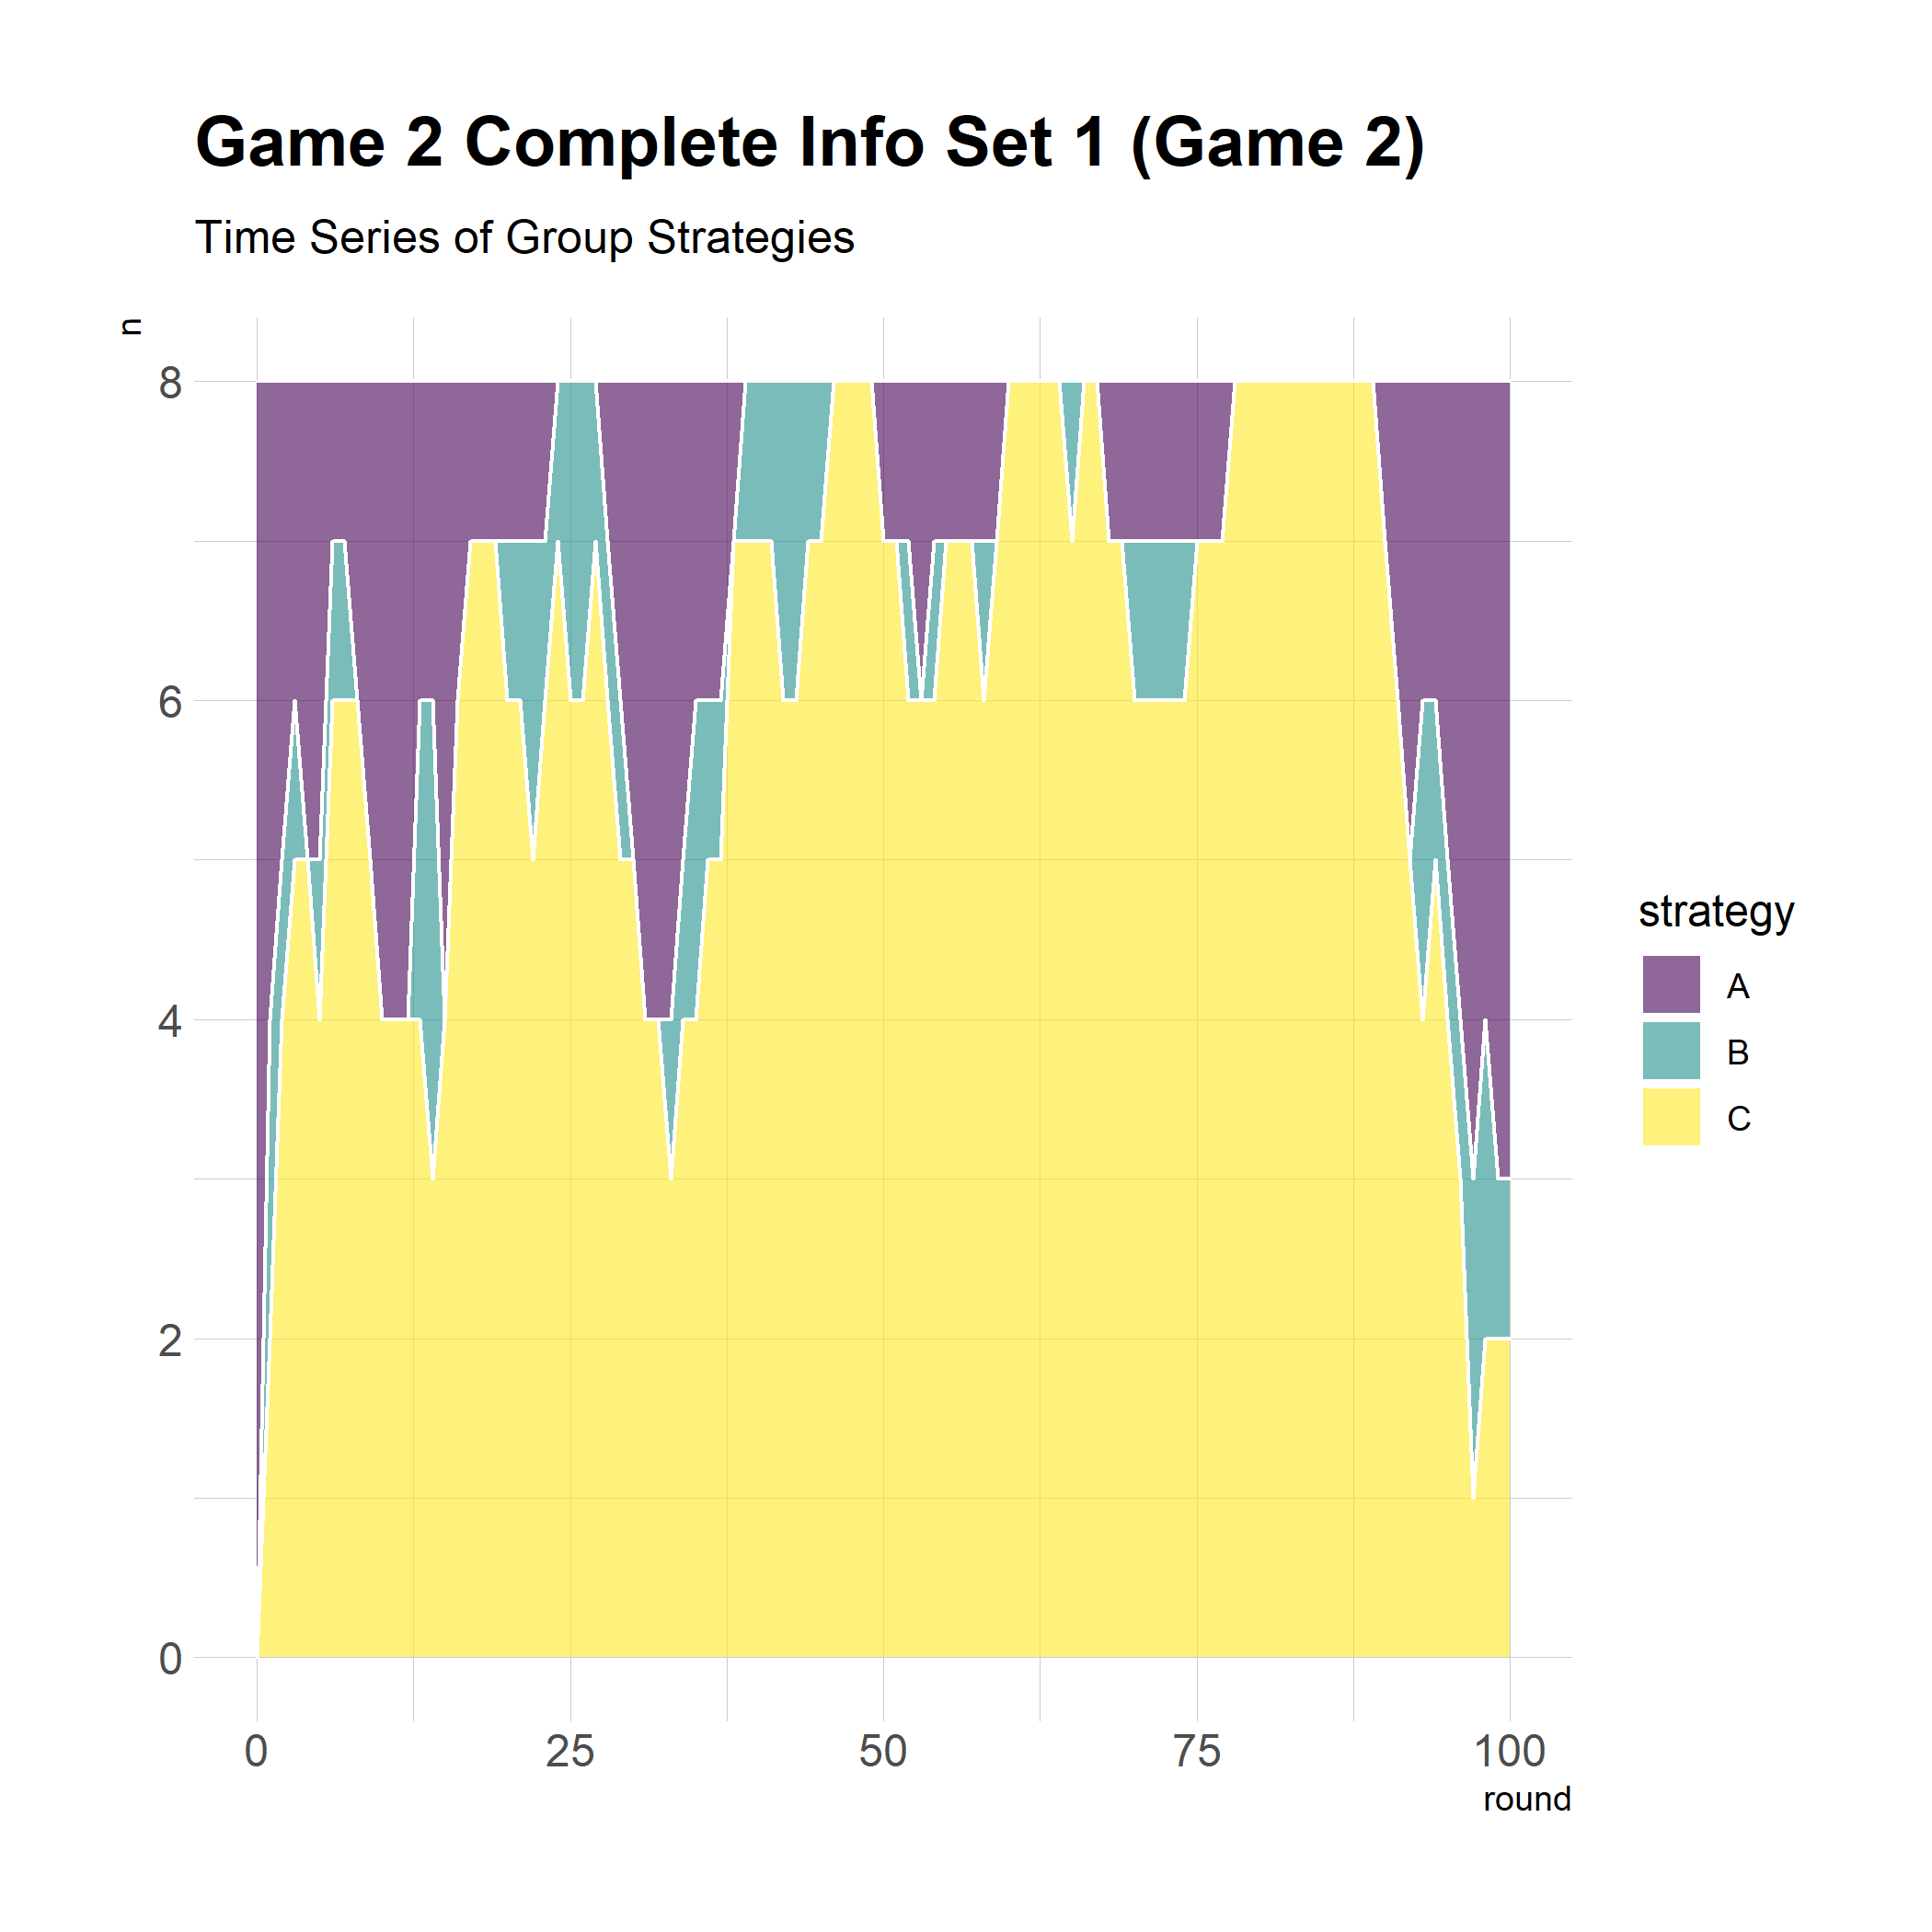 Game 2 Complete Info Set 1 (Game 2)
Time Series of Group Strategies
n
8
6
4
2
0
0 25 50 75 100
round
strategy
A
B
C